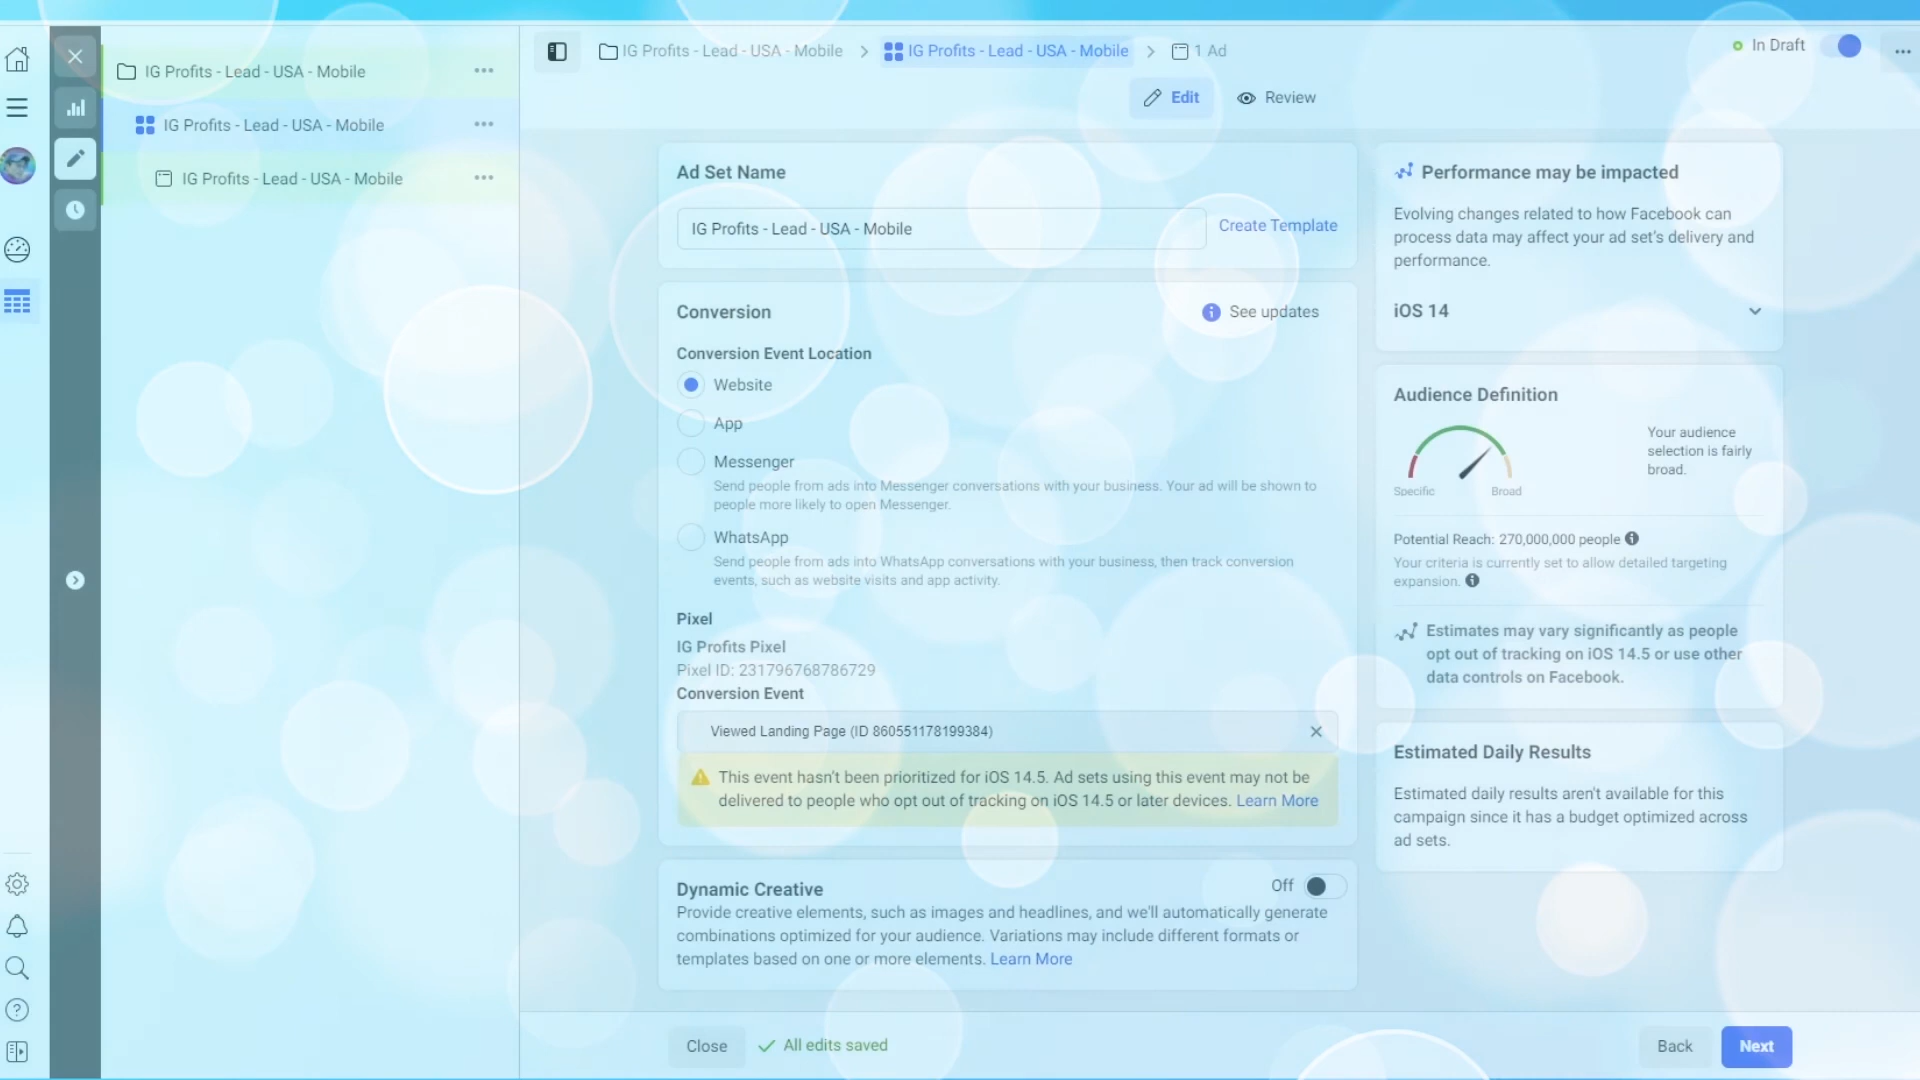 IG Profits - Lead - USA - Mobile
IG Profits - Lead - USA - Mobile
IG Profits - Lead - USA - Mobile
IG Profits - Lead - USA - Mobile
IG Profits - Lead - USA - Mobile
1 Ad
In Draft
Edit
Review
Ad Set Name
IG Profits - Lead - USA - Mobile
Create Template
Conversion
See updates
Conversion Event Location
Website
App
Messenger
Send people from ads into Messenger conversations with your business. Your ad will be shown to
people more likely to open Messenger.
WhatsApp
Send people from ads into WhatsApp conversations with your business, then track conversion
events, such as website visits and app activity.
Pixel
IG Profits Pixel
Pixel ID: 231796768786729
Conversion Event
Viewed Landing Page (ID 860551178199384)
This event hasn't been prioritized for iOS 14.5. Ad sets using this event may not be
delivered to people who opt out of tracking on iOS 14.5 or later devices. Learn More
Dynamic Creative
Off
Provide creative elements, such as images and headlines, and we'll automatically generate
combinations optimized for your audience. Variations may include different formats or
templates based on one or more elements. Learn More
Performance may be impacted
Evolving changes related to how Facebook can
process data may affect your ad set's delivery and
performance.
iOS 14
Audience Definition
Your audience
selection is fairly
broad.
Specific
Broad
Potential Reach: 270,000,000 people
Your criteria is currently set to allow detailed targeting
expansion.
Estimates may vary significantly as people
opt out of tracking on iOS 14.5 or use other
data controls on Facebook.
Estimated Daily Results
Estimated daily results aren't available for this
campaign since it has a budget optimized across
ad sets.
Close
All edits saved
Back
Next